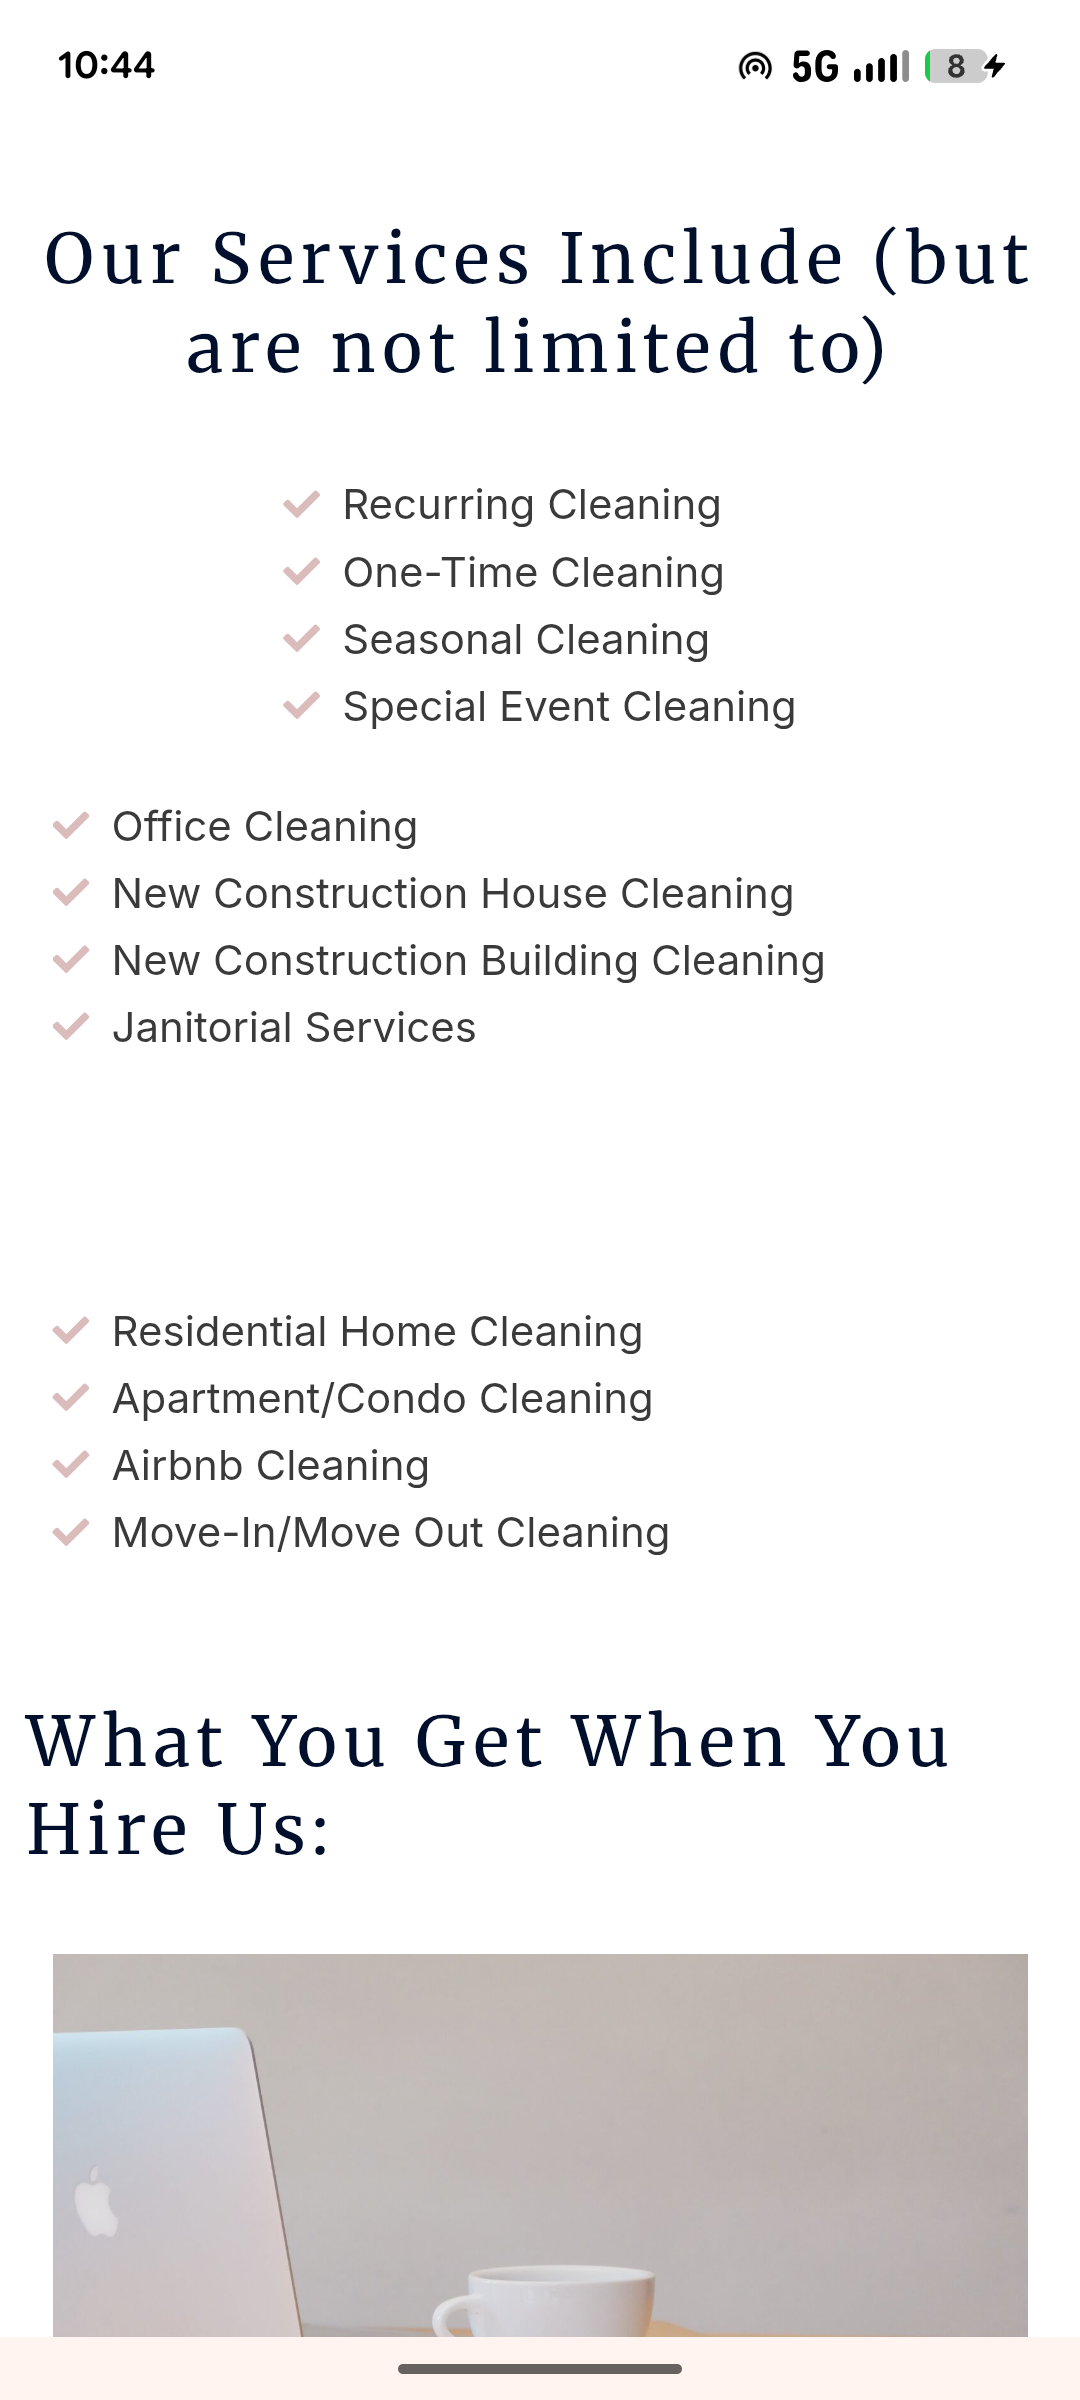 10:44
5G
8
Our Services Include (but
are not limited to)
Recurring Cleaning
One-Time Cleaning
Seasonal Cleaning
Special Event Cleaning
Office Cleaning
New Construction House Cleaning
New Construction Building Cleaning
Janitorial Services
Residential Home Cleaning
Apartment/Condo Cleaning
Airbnb Cleaning
Move-In/Move Out Cleaning
What You Get When You
Hire Us: